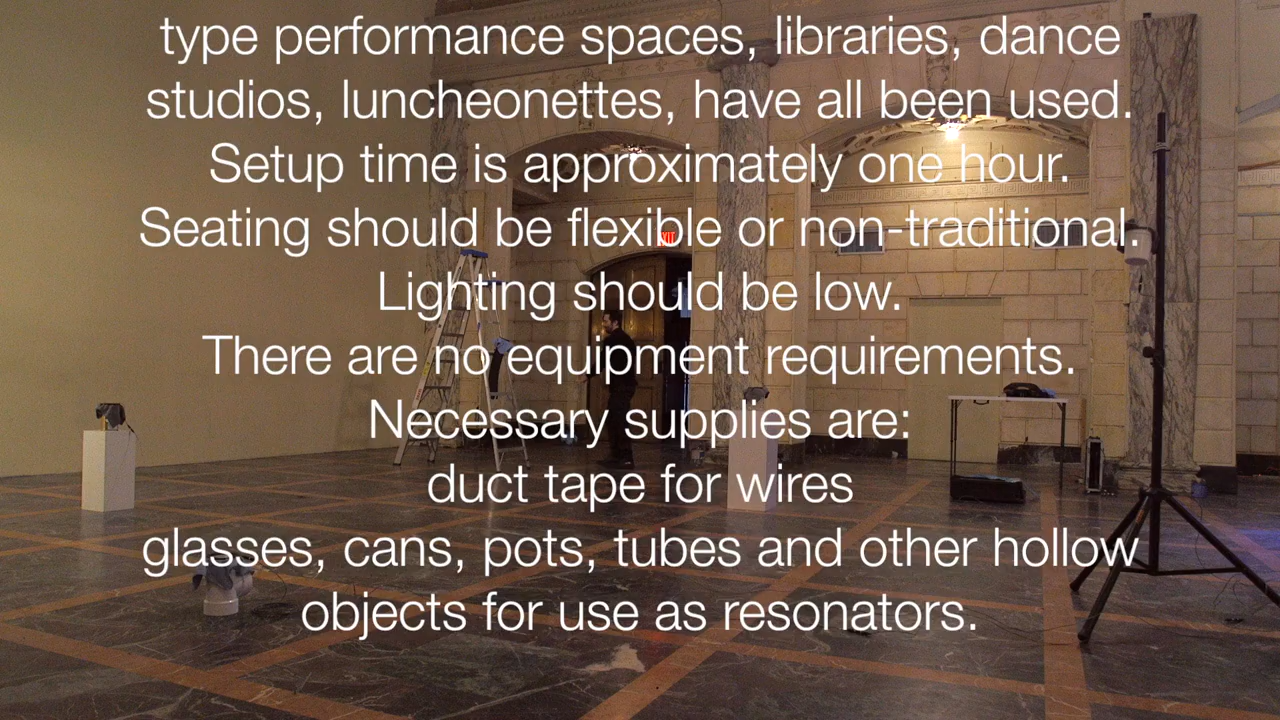 type performance spaces, libraries, dance
studios, luncheonettes, have all been used.
Setup time is approximately one hour.
Seating should be flexible or non-traditional.
Lighting should be low.
There are no equipment requirements.
Necessary supplies are:
duct tape for wires
glasses, cans, pots, tubes and other hollow
objects for use as resonators.
EXIT